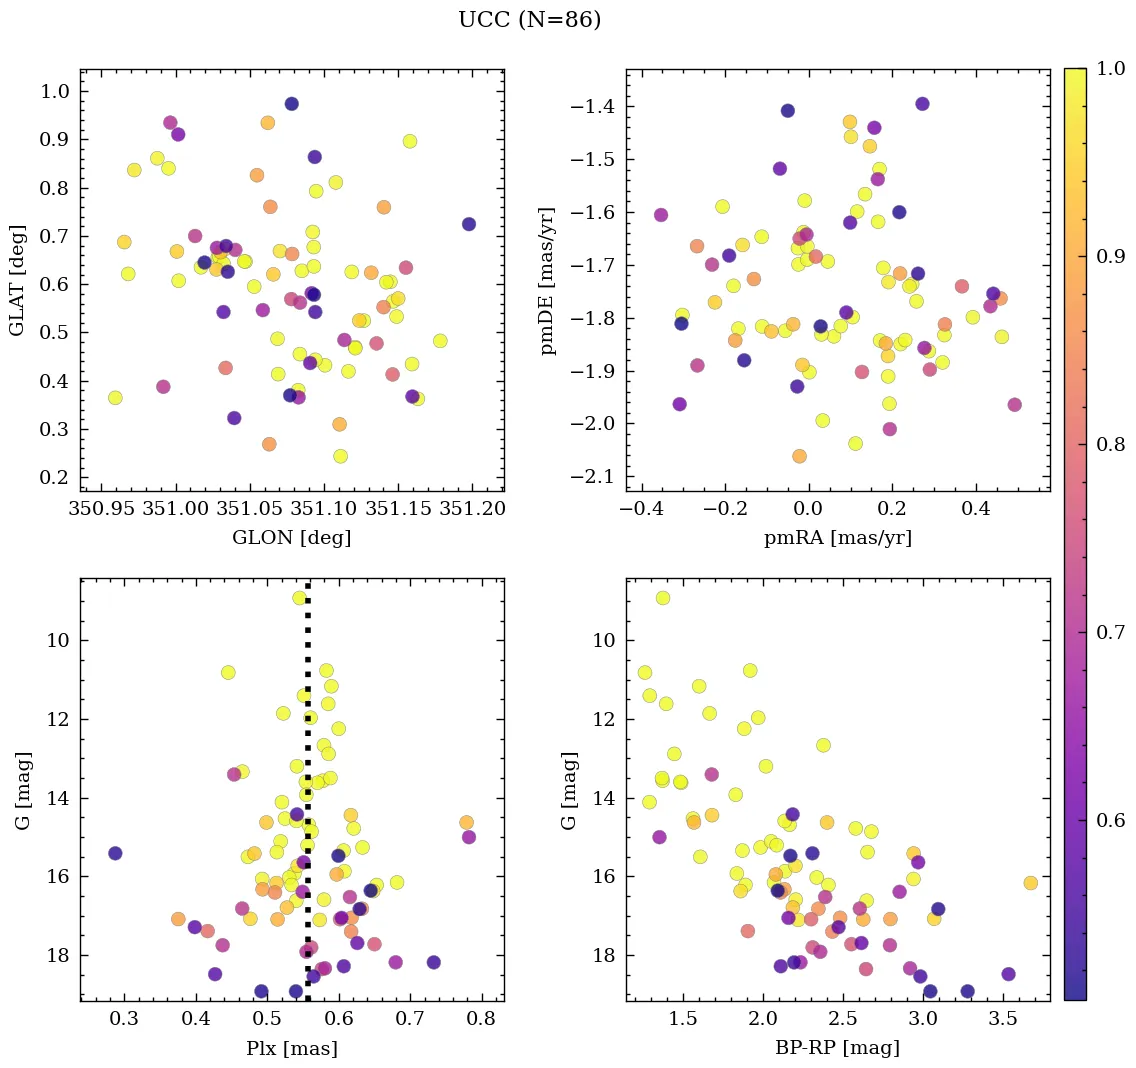 UCC (N=86)
1.0
0.9
0.8
0.7
0.6
0.5
0.4
0.3
0.2
GLAT [deg]
350.95 351.00 351.05 351.10 351.15 351.20
GLON [deg]
−1.4
−1.5
−1.6
−1.7
−1.8
−1.9
−2.0
−2.1
pmDE [mas/yr]
−0.4 −0.2 0.0 0.2 0.4
pmRA [mas/yr]
10
12
14
16
18
G [mag]
0.3 0.4 0.5 0.6 0.7 0.8
Plx [mas]
10
12
14
16
18
G [mag]
1.5 2.0 2.5 3.0 3.5
BP-RP [mag]
1.0
0.9
0.8
0.7
0.6